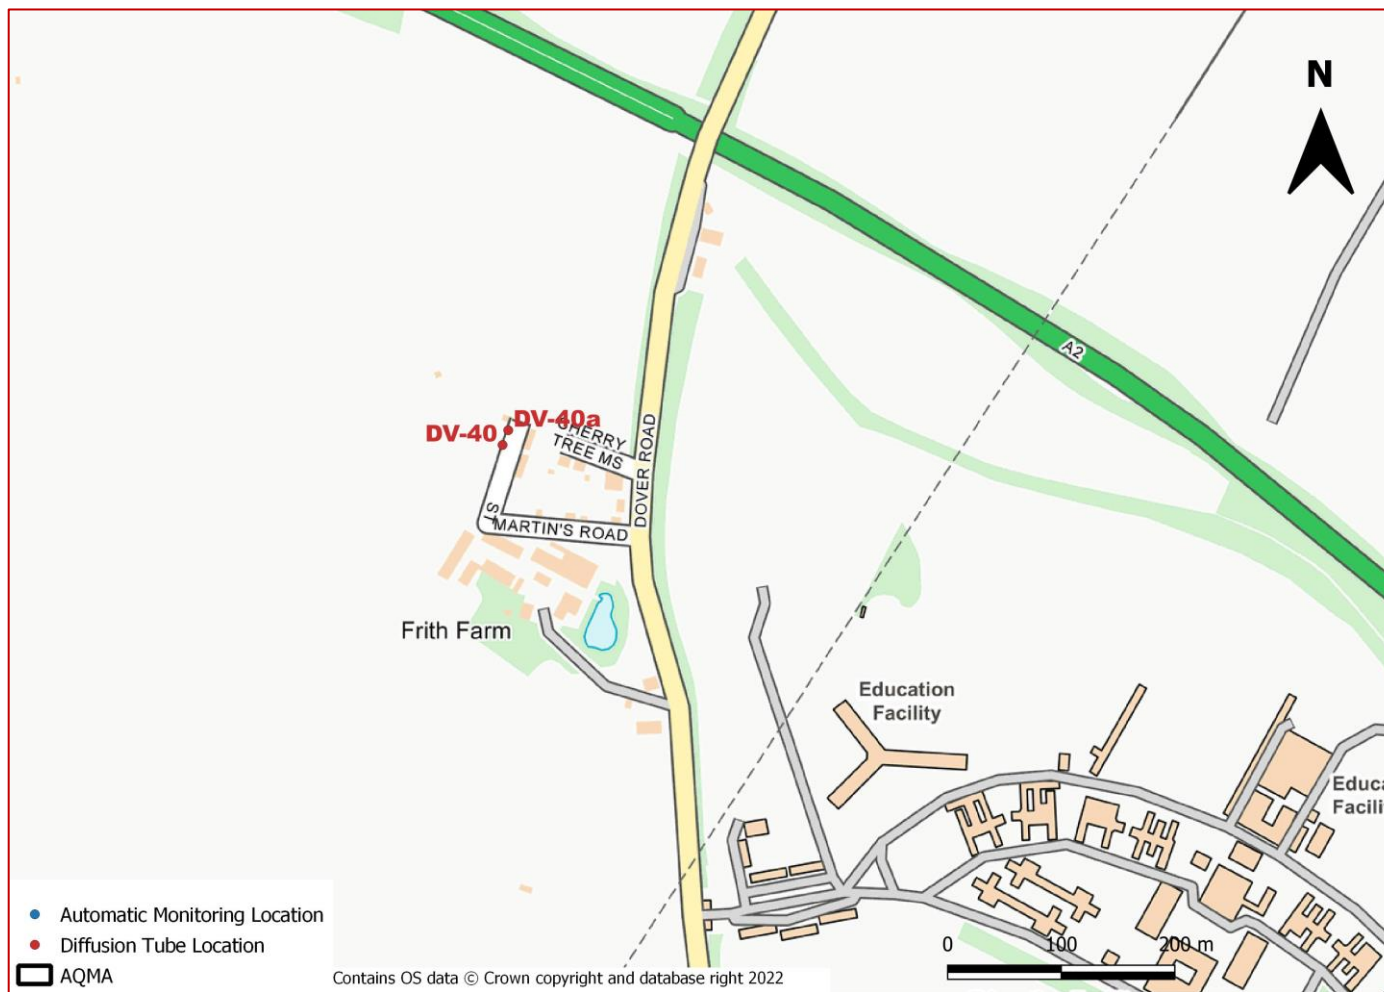 N
A2
DV-40a
DV-40
CHERRY
TREE MS
DOVER ROAD
ST
MARTIN'S ROAD
Frith Farm
Education
Facility
Educa
Facili
Automatic Monitoring Location
Diffusion Tube Location
AQMA
Contains OS data © Crown copyright and database right 2022
0 100 200 m